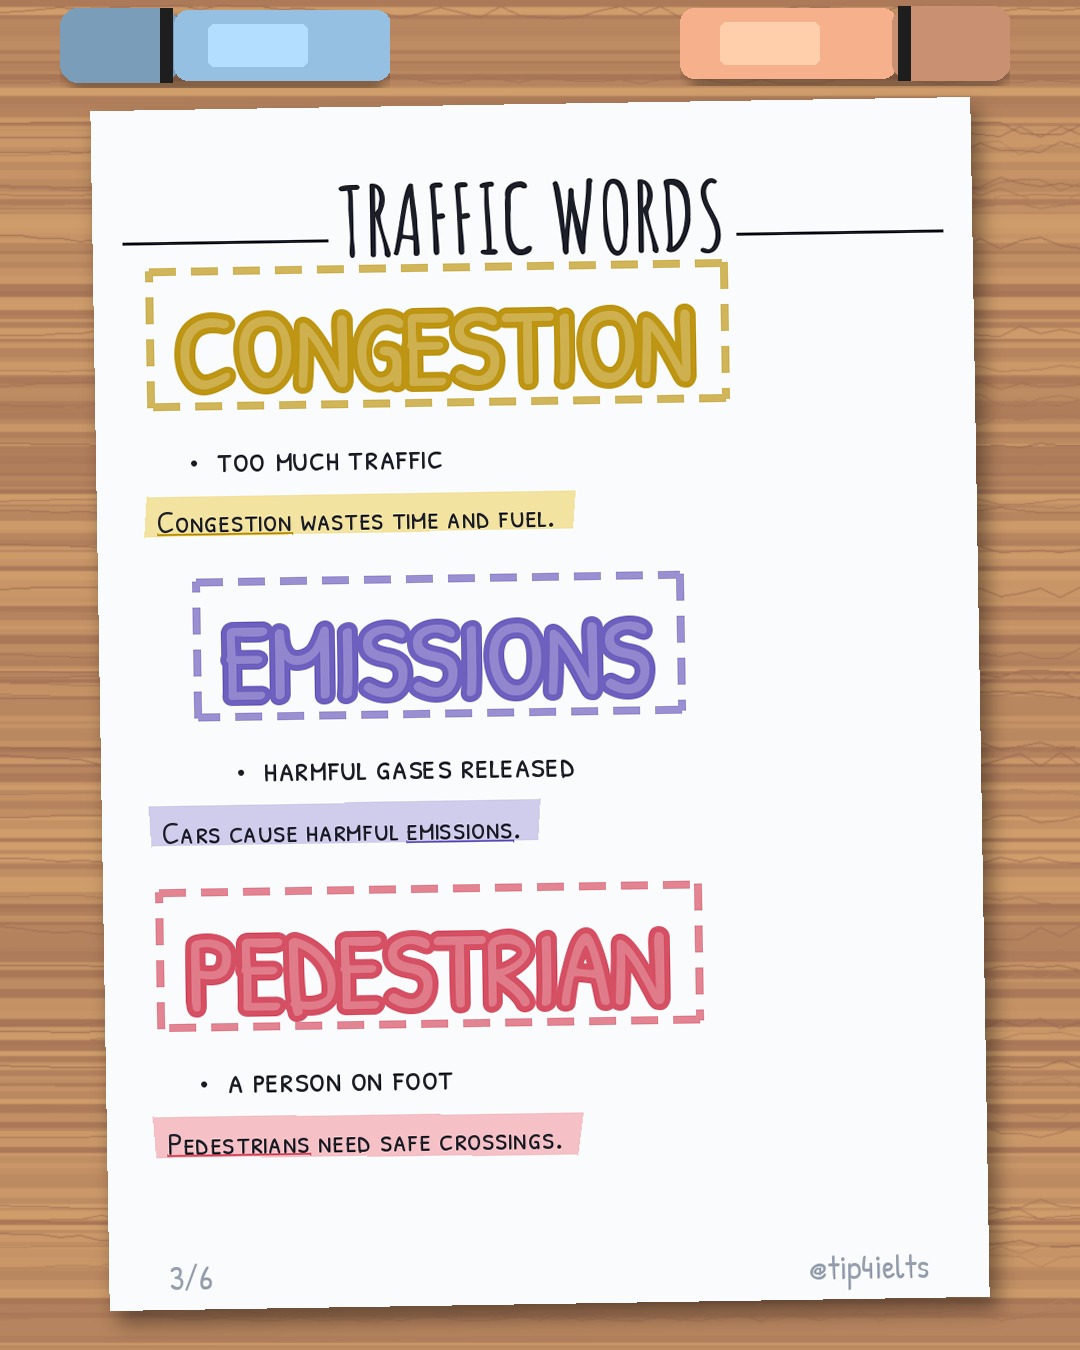 TRAFFIC WORDS
CONGESTION
• TOO MUCH TRAFFIC
CONGESTION WASTES TIME AND FUEL.
EMISSIONS
• HARMFUL GASES RELEASED
CARS CAUSE HARMFUL EMISSIONS.
PEDESTRIAN
• A PERSON ON FOOT
PEDESTRIANS NEED SAFE CROSSINGS.
3/6
@tip4ielts